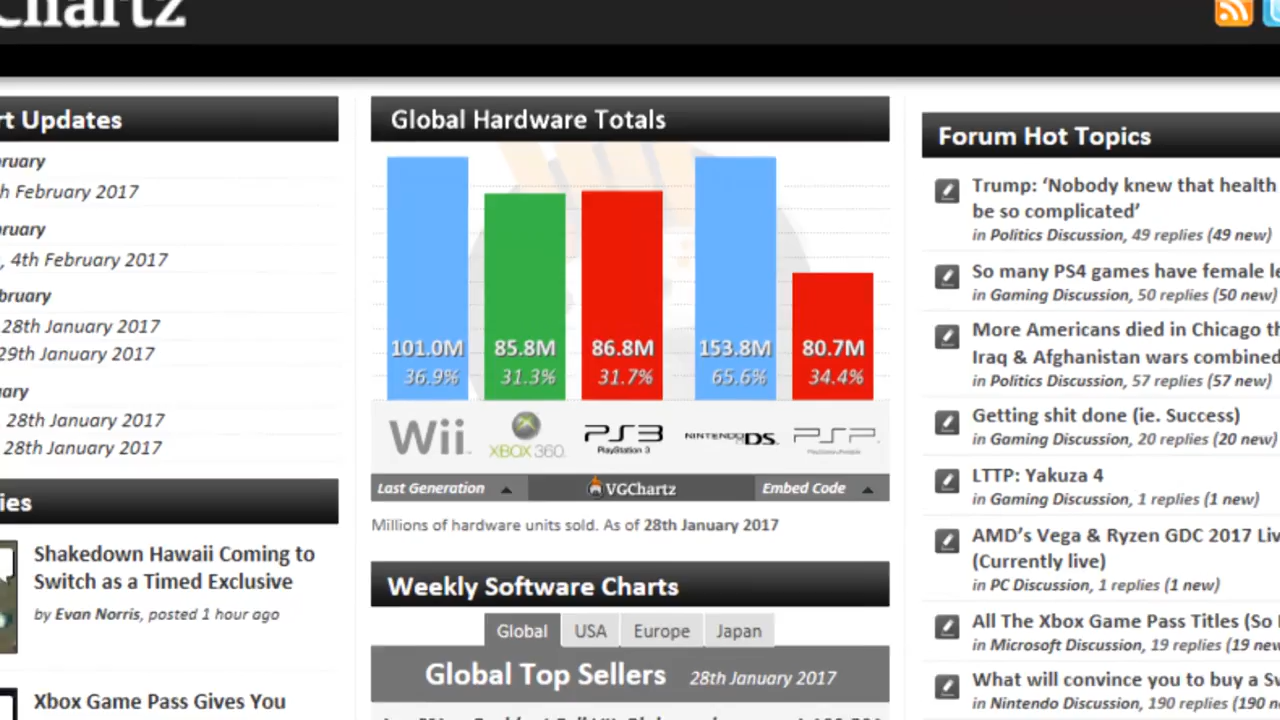 Chartz
rt Updates
bruary
h February 2017
bruary
, 4th February 2017
bruary
28th January 2017
29th January 2017
uary
28th January 2017
28th January 2017
ies
Shakedown Hawaii Coming to
Switch as a Timed Exclusive
by Evan Norris, posted 1 hour ago
Xbox Game Pass Gives You
Global Hardware Totals
101.0M 85.8M 86.8M 153.8M 80.7M
36.9% 31.3% 31.7% 65.6% 34.4%
Wii XBOX 360 PS3 PlayStation 3 NINTENDO DS PSP
Last Generation VGChartz Embed Code
Millions of hardware units sold. As of 28th January 2017
Weekly Software Charts
Global USA Europe Japan
Global Top Sellers 28th January 2017
Forum Hot Topics
Trump: ‘Nobody knew that health
be so complicated’
in Politics Discussion, 49 replies (49 new)
So many PS4 games have female le
in Gaming Discussion, 50 replies (50 new)
More Americans died in Chicago th
Iraq & Afghanistan wars combined
in Politics Discussion, 57 replies (57 new)
Getting shit done (ie. Success)
in Gaming Discussion, 20 replies (20 new)
LTTP: Yakuza 4
in Gaming Discussion, 1 replies (1 new)
AMD’s Vega & Ryzen GDC 2017 Liv
(Currently live)
in PC Discussion, 1 replies (1 new)
All The Xbox Game Pass Titles (So
in Microsoft Discussion, 19 replies (19 new
What will convince you to buy a Sw
in Nintendo Discussion, 190 replies (190 n